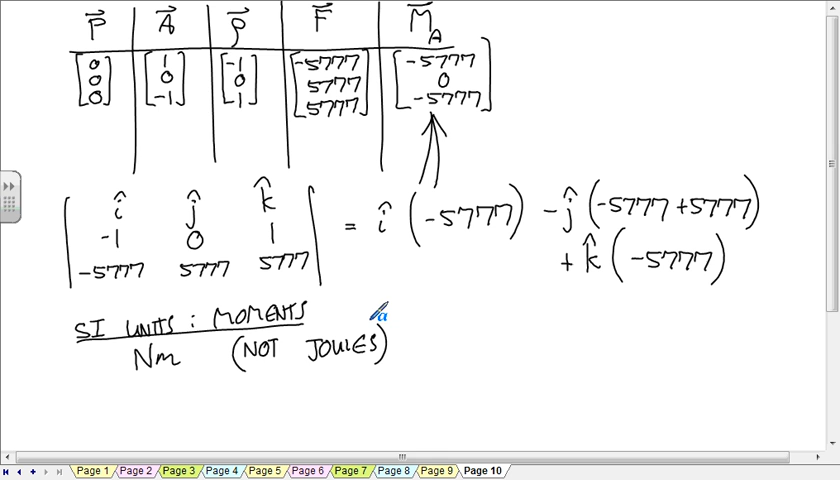 P⃗ A⃗ ρ⃗ F⃗ M⃗_A
0 1 -1 -5777 -5777
0 0 0 5777 0
0 -1 1 5777 -5777
î ĵ k̂ = î (-5777) -ĵ (-5777 +5777)
-1 0 1 + k̂ (-5777)
-5777 5777 5777
SI UNITS : MOMENTS
Nm (NOT JOULES)
Page 1 Page 2 Page 3 Page 4 Page 5 Page 6 Page 7 Page 8 Page 9 Page 10